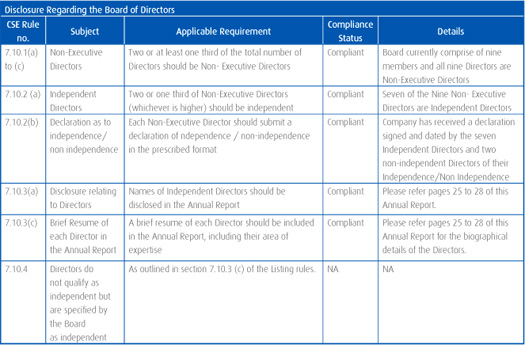 Disclosure Regarding the Board of Directors
CSE Rule no. Subject Applicable Requirement Compliance Status Details
7.10.1(a) to (c)
Non-Executive
Directors
Two or at least one third of the total number of
Directors should be Non- Executive Directors
Compliant
Board currently comprise of nine
members and all nine Directors are
Non-Executive Directors
7.10.2 (a)
Independent
Directors
Two or one third of Non-Executive Directors
(whichever is higher) should be independent
Compliant
Seven of the Nine Non- Executive
Directors are Independent Directors
7.10.2(b)
Declaration as to
independence/
non independence
Each Non-Executive Director should submit a
declaration of ndependence / non-independence
in the prescribed format
Compliant
Company has received a declaration
signed and dated by the seven
Independent Directors and two
non-independent Directors of their
Independence/Non Independence
7.10.3(a)
Disclosure relating
to Directors
Names of Independent Directors should be
disclosed in the Annual Report
Compliant
Please refer pages 25 to 28 of this
Annual Report.
7.10.3(c)
Brief Resume of
each Director in
the Annual Report
A brief resume of each Director should be included
in the Annual Report, including their area of
expertise
Compliant
Please refer pages 25 to 28 of this
Annual Report for the biographical
details of the Directors.
7.10.4
Directors do
not qualify as
independent but
are specified by
the Board
as independent
As outlined in section 7.10.3 (c) of the Listing rules.
NA
NA